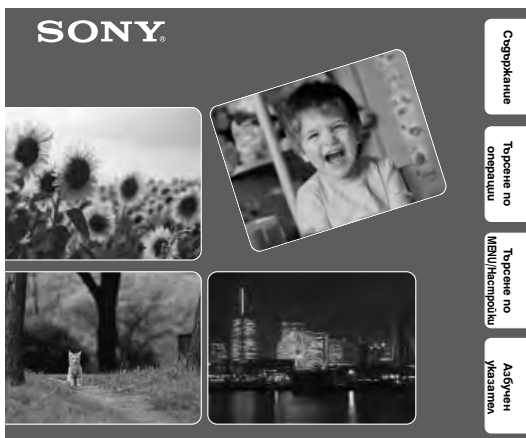 SONY®
Съдържание
Търсене по
операции
Търсене по
MENU/Настройки
Азбучен
указател